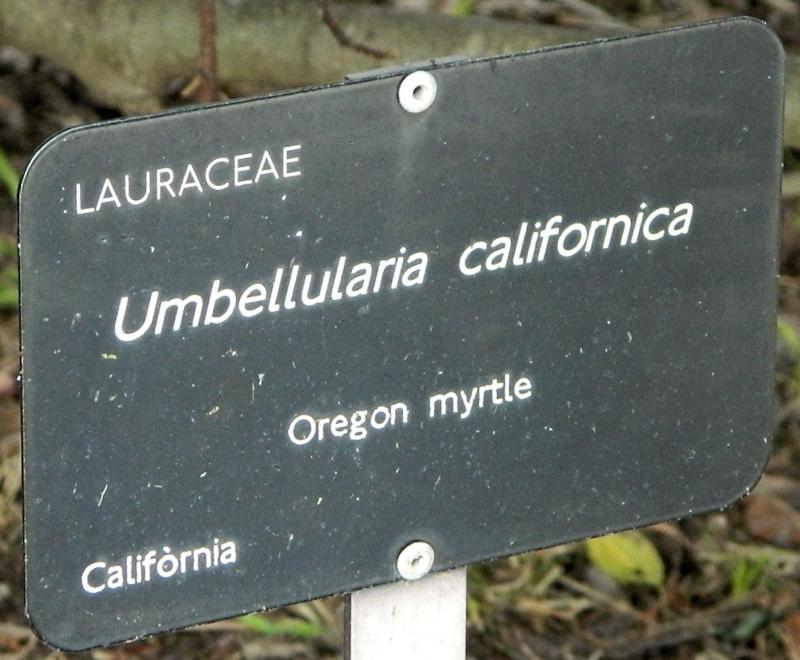 LAURACEAE
Umbellularia californica
Oregon myrtle
Califòrnia